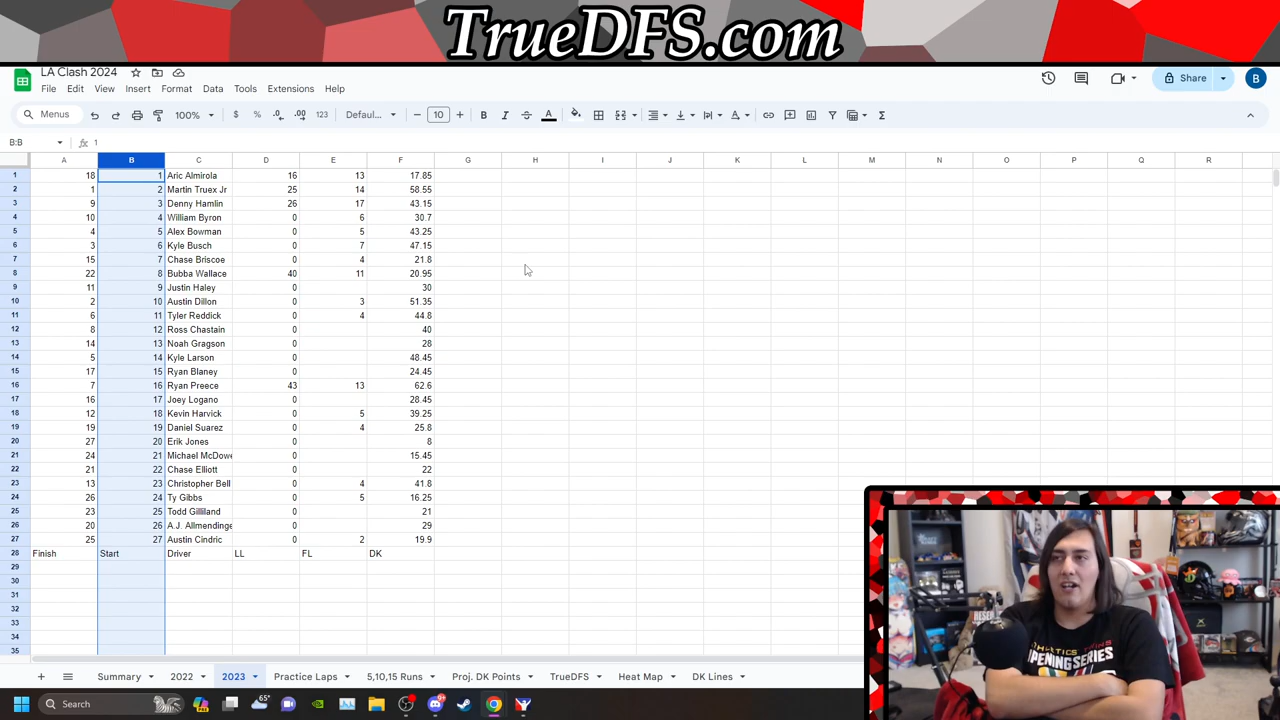 TrueDFS.com
LA Clash 2024
File Edit View Insert Format Data Tools Extensions Help
Share
B
Menus
100%
$ % .0 .00 123
Defaul...
10
B:B
fx 1
A B C D E F G H I J K L M N O P Q R
1 18 1 Aric Almirola 16 13 17.85
2 1 2 Martin Truex Jr 25 14 58.55
3 9 3 Denny Hamlin 26 17 43.15
4 10 4 William Byron 0 6 30.7
5 4 5 Alex Bowman 0 5 43.25
6 3 6 Kyle Busch 0 7 47.15
7 15 7 Chase Briscoe 0 4 21.8
8 22 8 Bubba Wallace 40 11 20.95
9 11 9 Justin Haley 0 30
10 2 10 Austin Dillon 0 3 51.35
11 6 11 Tyler Reddick 0 4 44.8
12 8 12 Ross Chastain 0 40
13 14 13 Noah Gragson 0 28
14 5 14 Kyle Larson 0 48.45
15 17 15 Ryan Blaney 0 24.45
16 7 16 Ryan Preece 43 13 62.6
17 16 17 Joey Logano 0 28.45
18 12 18 Kevin Harvick 0 5 39.25
19 19 19 Daniel Suarez 0 4 25.8
20 27 20 Erik Jones 0 8
21 24 21 Michael McDowe 0 15.45
22 21 22 Chase Elliott 0 22
23 13 23 Christopher Bell 0 4 41.8
24 26 24 Ty Gibbs 0 5 16.25
25 23 25 Todd Gilliland 0 21
26 20 26 A.J. Allmendinge 0 29
27 25 27 Austin Cindric 0 2 19.9
28 Finish Start Driver LL FL DK
29
30
31
32
33
34
35
OPENING SERIES
Summary 2022 2023 Practice Laps 5,10,15 Runs Proj. DK Points TrueDFS Heat Map DK Lines
Search
65°